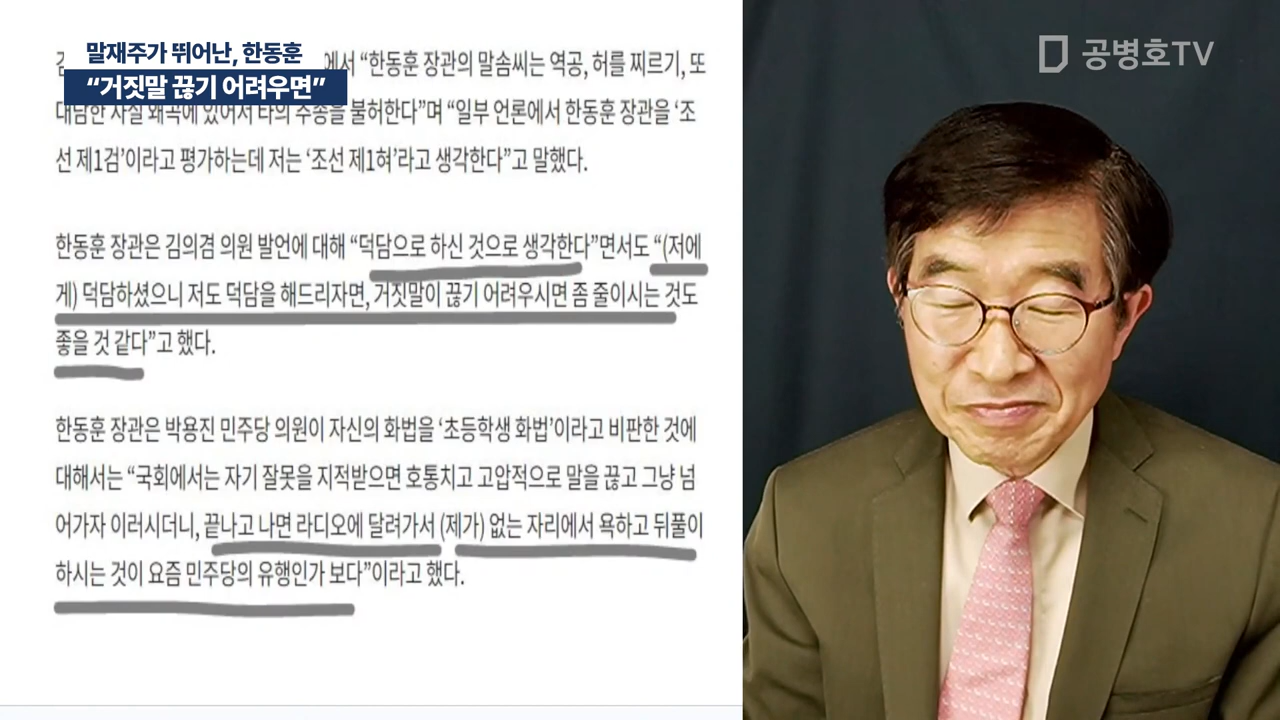 말재주가 뛰어난, 한동훈
“거짓말 끊기 어려우면”
공병호TV
에서 “한동훈 장관의 말솜씨는 역공, 허를 찌르기, 또
대담한 사실 왜곡에 있어서 타의 추종을 불허한다”며 “일부 언론에서 한동훈 장관을 ‘조
선 제1검’이라고 평가하는데 저는 ‘조선 제1혀’라고 생각한다”고 말했다.
한동훈 장관은 김의겸 의원 발언에 대해 “덕담으로 하신 것으로 생각한다”면서도 “(저에
게) 덕담하셨으니 저도 덕담을 해드리자면, 거짓말이 끊기 어려우시면 좀 줄이시는 것도
좋을 것 같다”고 했다.
한동훈 장관은 박용진 민주당 의원이 자신의 화법을 ‘초등학생 화법’이라고 비판한 것에
대해서는 “국회에서는 자기 잘못을 지적받으면 호통치고 고압적으로 말을 끊고 그냥 넘
어가자 이러시더니, 끝나고 나면 라디오에 달려가서 (제가) 없는 자리에서 욕하고 뒤풀이
하시는 것이 요즘 민주당의 유행인가 보다”이라고 했다.